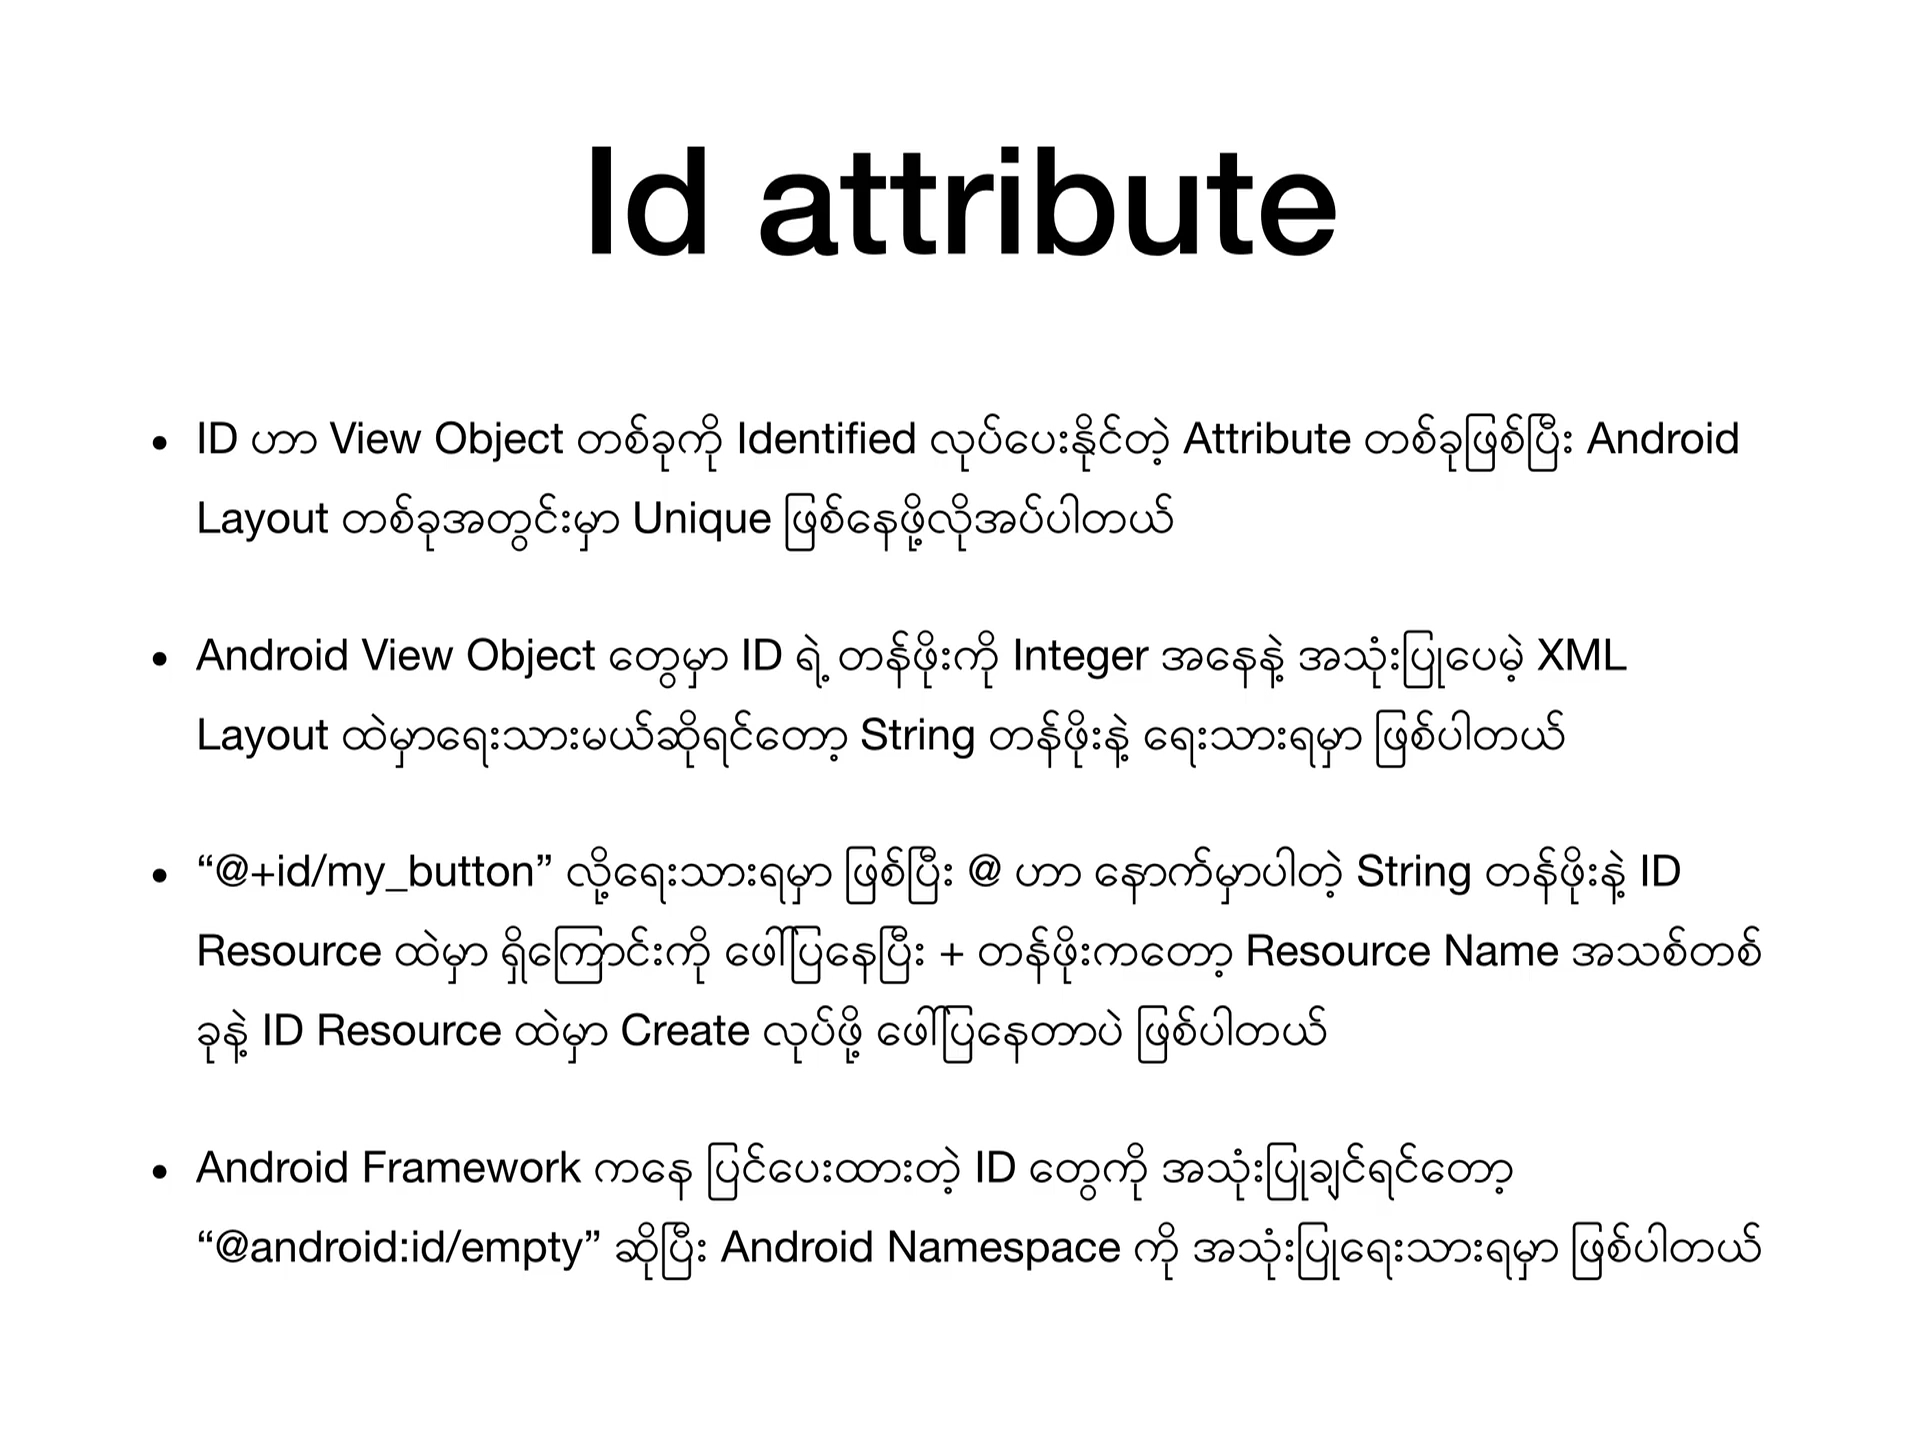 Id attribute
• ID ဟာ View Object တစ်ခုကို Identified လုပ်ပေးနိုင်တဲ့ Attribute တစ်ခုဖြစ်ပြီး Android
Layout တစ်ခုအတွင်းမှာ Unique ဖြစ်နေဖို့လိုအပ်ပါတယ်
• Android View Object တွေမှာ ID ရဲ့ တန်ဖိုးကို Integer အနေနဲ့ အသုံးပြုပေမဲ့ XML
Layout ထဲမှာရေးသားမယ်ဆိုရင်တော့ String တန်ဖိုးနဲ့ ရေးသားရမှာ ဖြစ်ပါတယ်
• “@+id/my_button” လို့ရေးသားရမှာ ဖြစ်ပြီး @ ဟာ နောက်မှာပါတဲ့ String တန်ဖိုးနဲ့ ID
Resource ထဲမှာ ရှိကြောင်းကို ဖေါ်ပြနေပြီး + တန်ဖိုးကတော့ Resource Name အသစ်တစ်
ခုနဲ့ ID Resource ထဲမှာ Create လုပ်ဖို့ ဖေါ်ပြနေတာပဲ ဖြစ်ပါတယ်
• Android Framework ကနေ ပြင်ပေးထားတဲ့ ID တွေကို အသုံးပြုချင်ရင်တော့
“@android:id/empty” ဆိုပြီး Android Namespace ကို အသုံးပြုရေးသားရမှာ ဖြစ်ပါတယ်